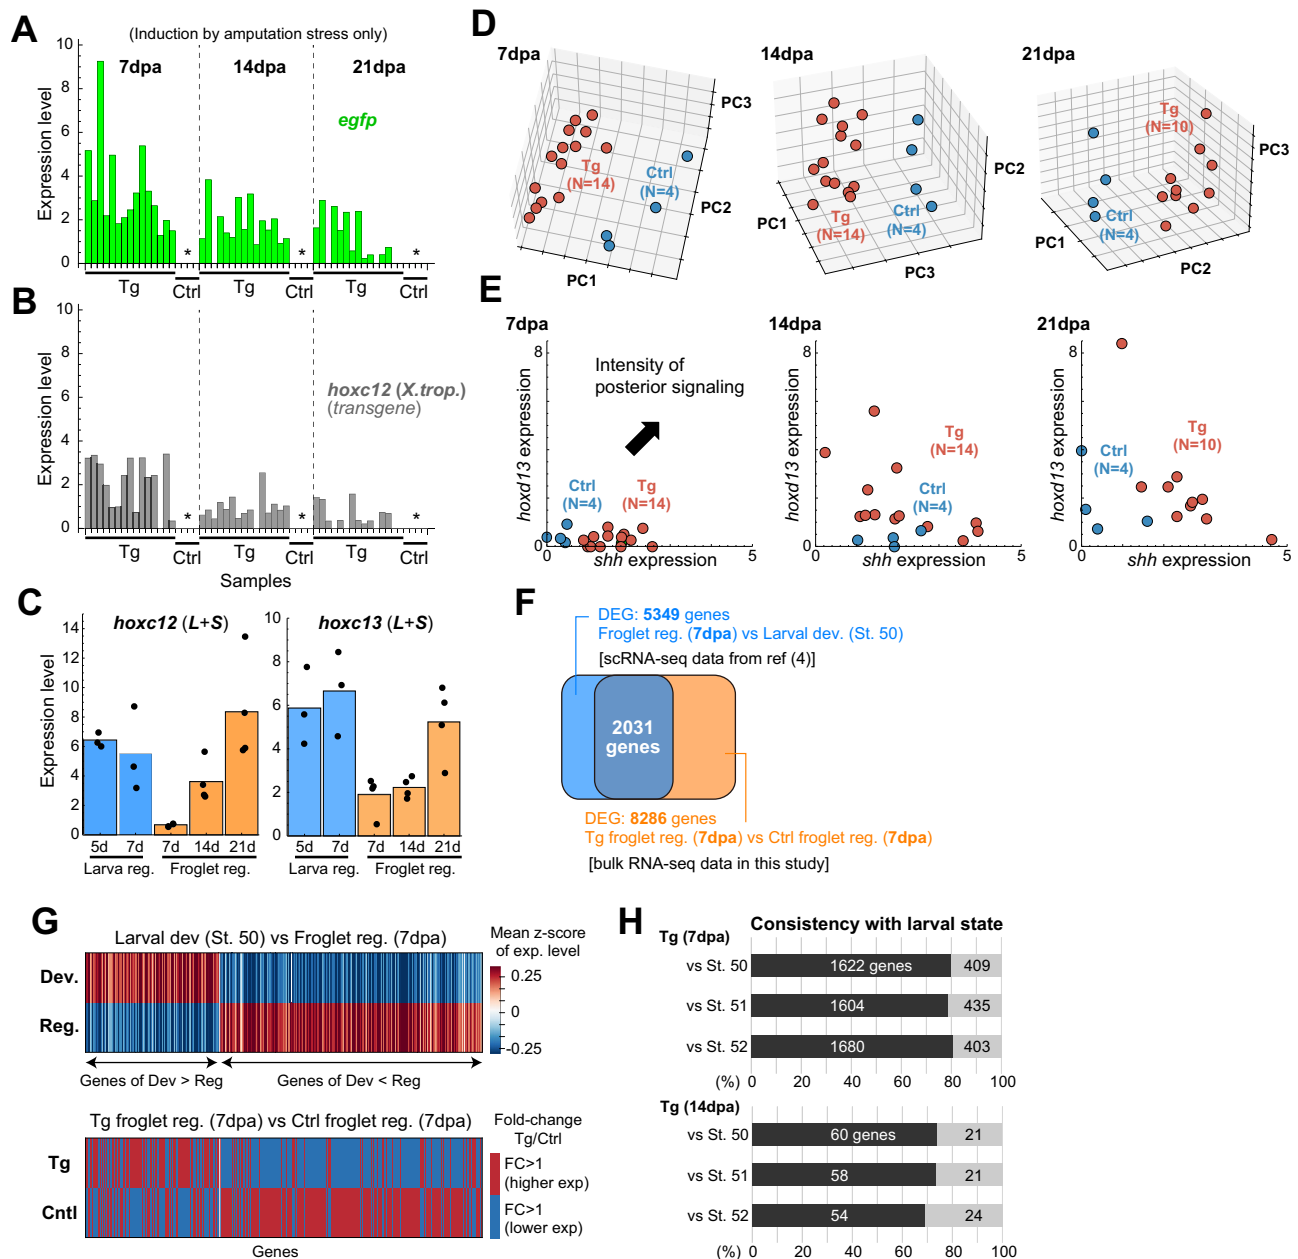 A
(Induction by amputation stress only)
Expression level
10
8
6
4
2
0
7dpa
14dpa
21dpa
egfp
*
*
*
Tg
Ctrl
Tg
Ctrl
Tg
Ctrl
B
Expression level
10
8
6
4
2
0
hoxc12 (X.trop.)
(transgene)
*
*
*
Tg
Ctrl
Tg
Ctrl
Tg
Ctrl
Samples
C
hoxc12 (L+S)
Expression level
14
12
10
8
6
4
2
0
5d
7d
7d
14d
21d
Larva reg.
Froglet reg.
hoxc13 (L+S)
10
8
6
4
2
0
5d
7d
7d
14d
21d
Larva reg.
Froglet reg.
D
7dpa
PC3
PC2
PC1
Tg
(N=14)
Ctrl
(N=4)
14dpa
PC2
PC1
PC3
Tg
(N=14)
Ctrl
(N=4)
21dpa
PC3
PC1
PC2
Tg
(N=10)
Ctrl
(N=4)
E
7dpa
8
4
0
hoxd13 expression
Intensity of
posterior signaling
Ctrl
(N=4)
Tg
(N=14)
shh expression
5
14dpa
8
4
0
hoxd13 expression
Tg
(N=14)
Ctrl
(N=4)
shh expression
5
21dpa
8
4
0
hoxd13 expression
Ctrl
(N=4)
Tg
(N=10)
shh expression
5
F
DEG: 5349 genes
Froglet reg. (7dpa) vs Larval dev. (St. 50)
[scRNA-seq data from ref (4)]
2031
genes
DEG: 8286 genes
Tg froglet reg. (7dpa) vs Ctrl froglet reg. (7dpa)
[bulk RNA-seq data in this study]
G
Larval dev (St. 50) vs Froglet reg. (7dpa)
Dev.
Reg.
Genes of Dev > Reg
Genes of Dev < Reg
Mean z-score
of exp. level
0.25
0
-0.25
Tg froglet reg. (7dpa) vs Ctrl froglet reg. (7dpa)
Tg
Cntl
Genes
Fold-change
Tg/Ctrl
FC>1
(higher exp)
FC>1
(lower exp)
H
Consistency with larval state
Tg (7dpa)
vs St. 50
1622 genes
409
vs St. 51
1604
435
vs St. 52
1680
403
(%) 0 20 40 60 80 100
Tg (14dpa)
vs St. 50
60 genes
21
vs St. 51
58
21
vs St. 52
54
24
(%) 0 20 40 60 80 100